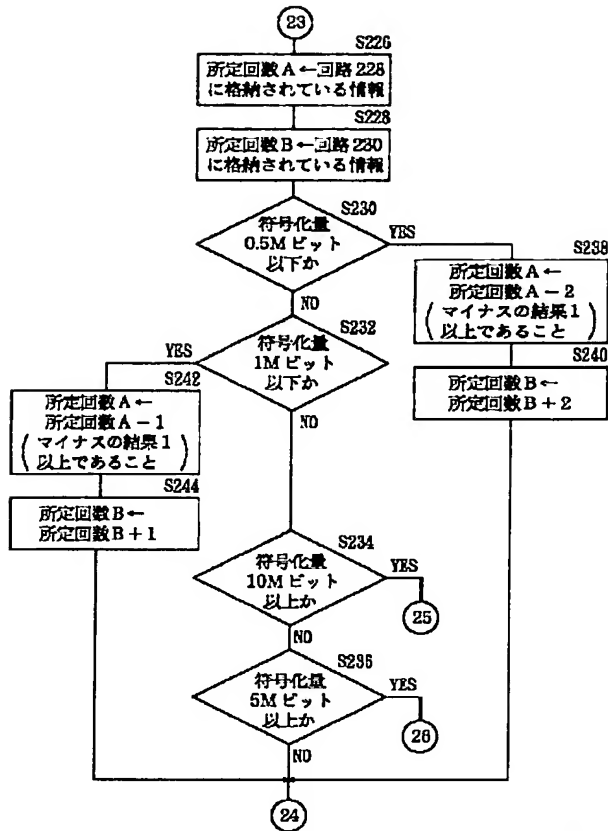 23
S226
所定回数A←回路228
に格納されている情報
S228
所定回数B←回路230
に格納されている情報
S230
符号化量
0.5Mビット
以下か
YES
NO
S238
所定回数A←
所定回数A-2
(マイナスの結果1
以上であること)
S240
所定回数B←
所定回数B+2
S232
符号化量
1Mビット
以下か
YES
NO
S242
所定回数A←
所定回数A-1
(マイナスの結果1
以上であること)
S244
所定回数B←
所定回数B+1
S234
符号化量
10Mビット
以上か
YES
25
NO
S236
符号化量
5Mビット
以上か
YES
26
NO
24